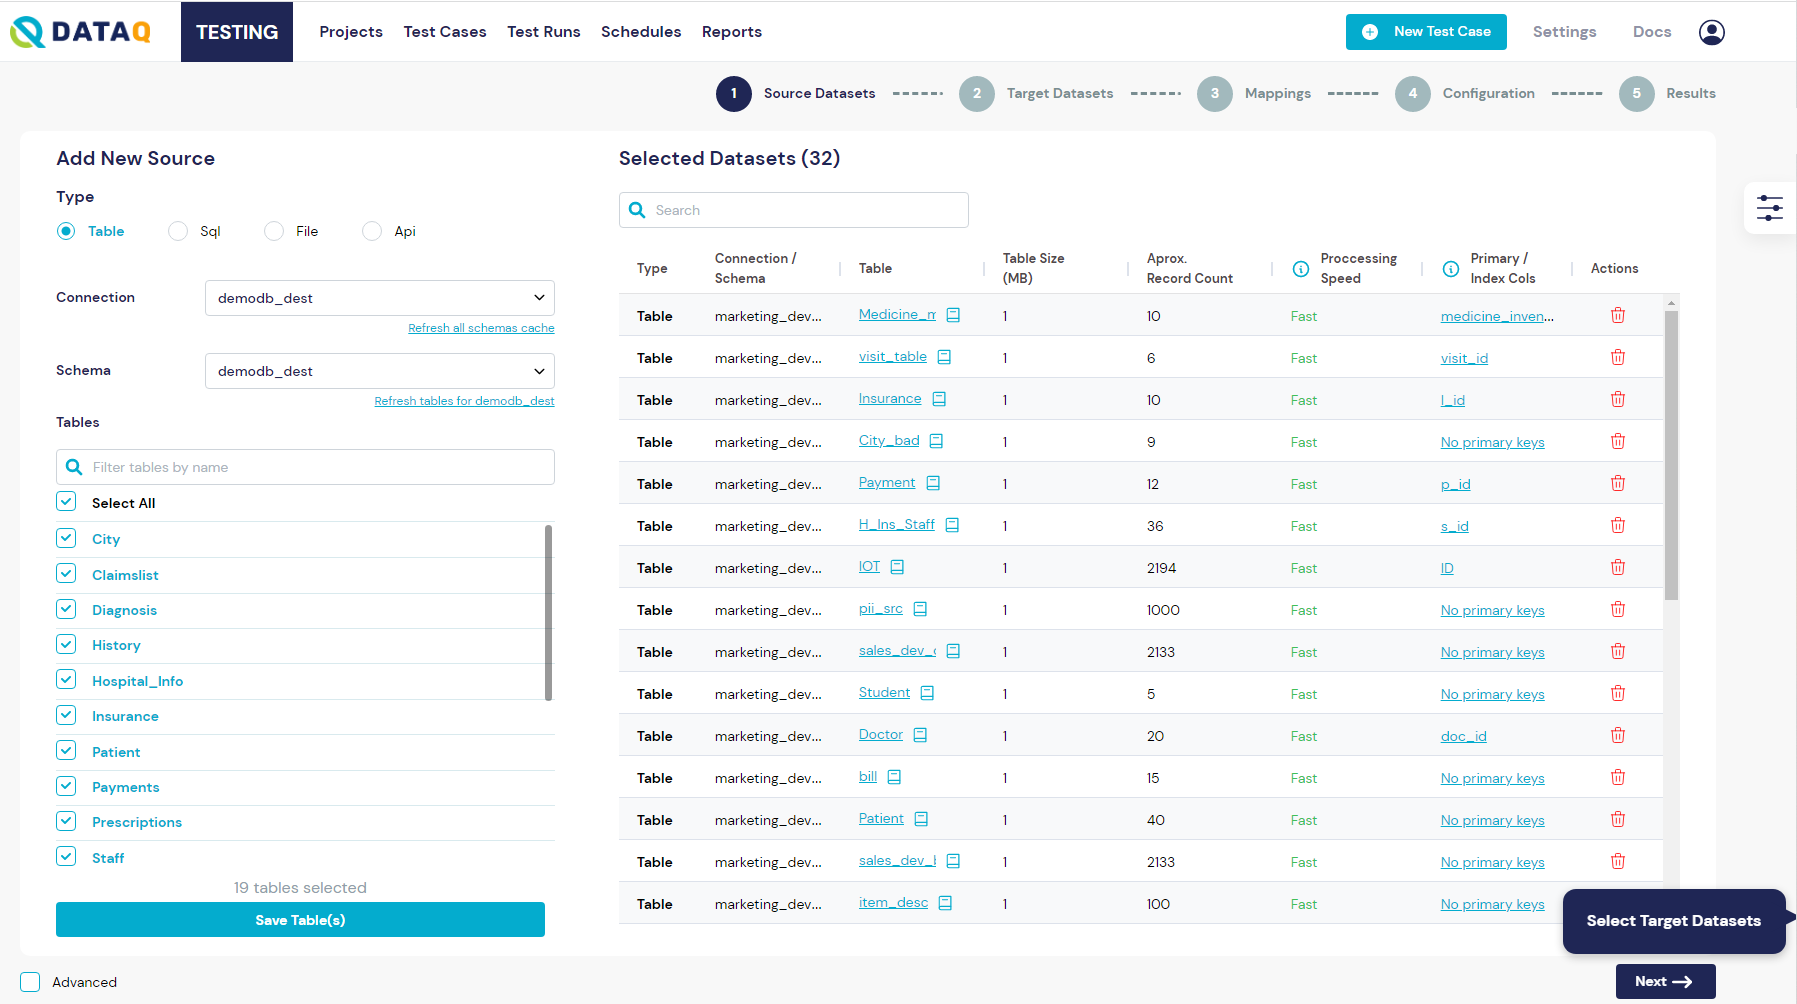 DATAQ
TESTING
Projects
Test Cases
Test Runs
Schedules
Reports
New Test Case
Settings
Docs
1 Source Datasets
2 Target Datasets
3 Mappings
4 Configuration
5 Results
Add New Source
Type
Table
Sql
File
Api
Connection
demodb_dest
Refresh all schemas cache
Schema
demodb_dest
Refresh tables for demodb_dest
Tables
Filter tables by name
Select All
City
Claimslist
Diagnosis
History
Hospital_Info
Insurance
Patient
Payments
Prescriptions
Staff
19 tables selected
Save Table(s)
Advanced
Selected Datasets (32)
Search
Type
Connection /
Schema
Table
Table Size
(MB)
Aprox.
Record Count
Proccessing
Speed
Primary /
Index Cols
Actions
Table marketing_dev... Medicine_m 1 10 Fast medicine_inven...
Table marketing_dev... visit_table 1 6 Fast visit_id
Table marketing_dev... Insurance 1 10 Fast I_id
Table marketing_dev... City_bad 1 9 Fast No primary keys
Table marketing_dev... Payment 1 12 Fast p_id
Table marketing_dev... H_Ins_Staff 1 36 Fast s_id
Table marketing_dev... IOT 1 2194 Fast ID
Table marketing_dev... pii_src 1 1000 Fast No primary keys
Table marketing_dev... sales_dev_ 1 2133 Fast No primary keys
Table marketing_dev... Student 1 5 Fast No primary keys
Table marketing_dev... Doctor 1 20 Fast doc_id
Table marketing_dev... bill 1 15 Fast No primary keys
Table marketing_dev... Patient 1 40 Fast No primary keys
Table marketing_dev... sales_dev_ 1 2133 Fast No primary keys
Table marketing_dev... item_desc 1 100 Fast No primary keys
Select Target Datasets
Next